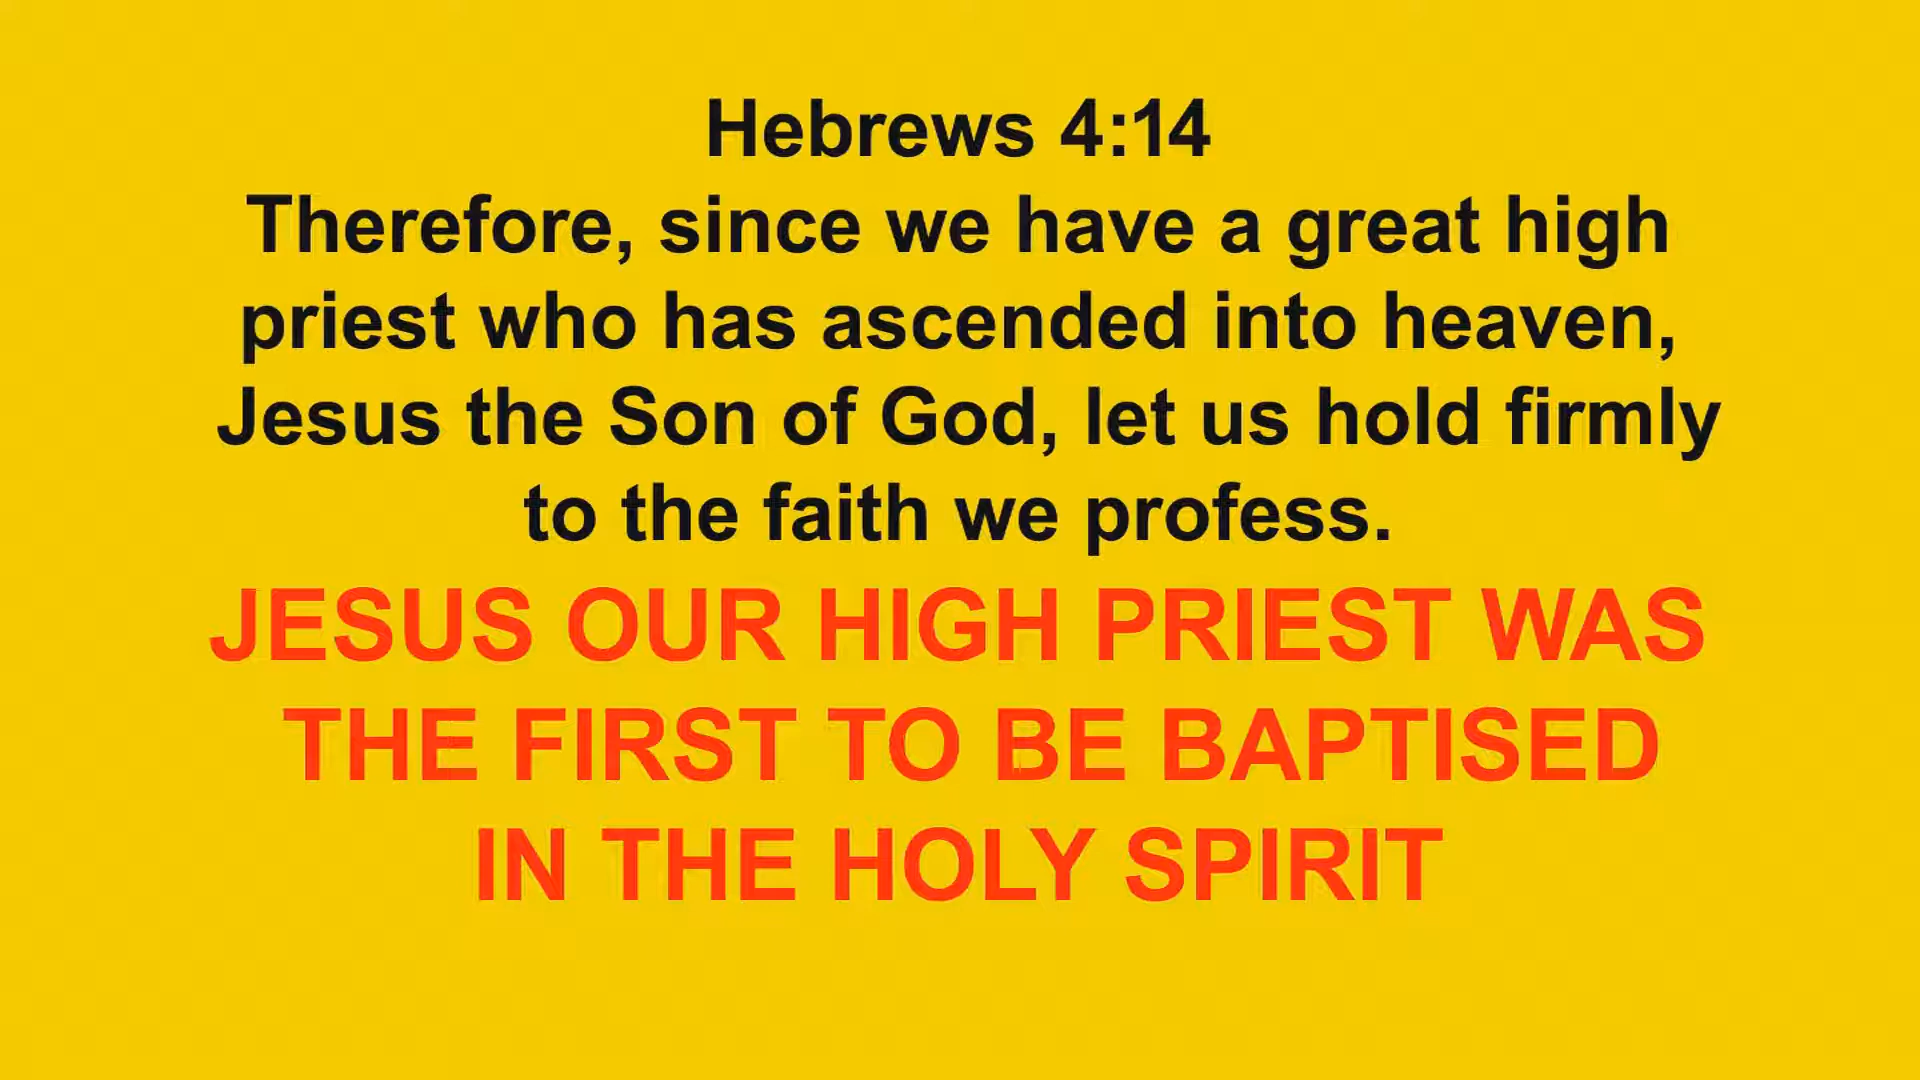 Hebrews 4:14
Therefore, since we have a great high
priest who has ascended into heaven,
Jesus the Son of God, let us hold firmly
to the faith we profess.
JESUS OUR HIGH PRIEST WAS
THE FIRST TO BE BAPTISED
IN THE HOLY SPIRIT